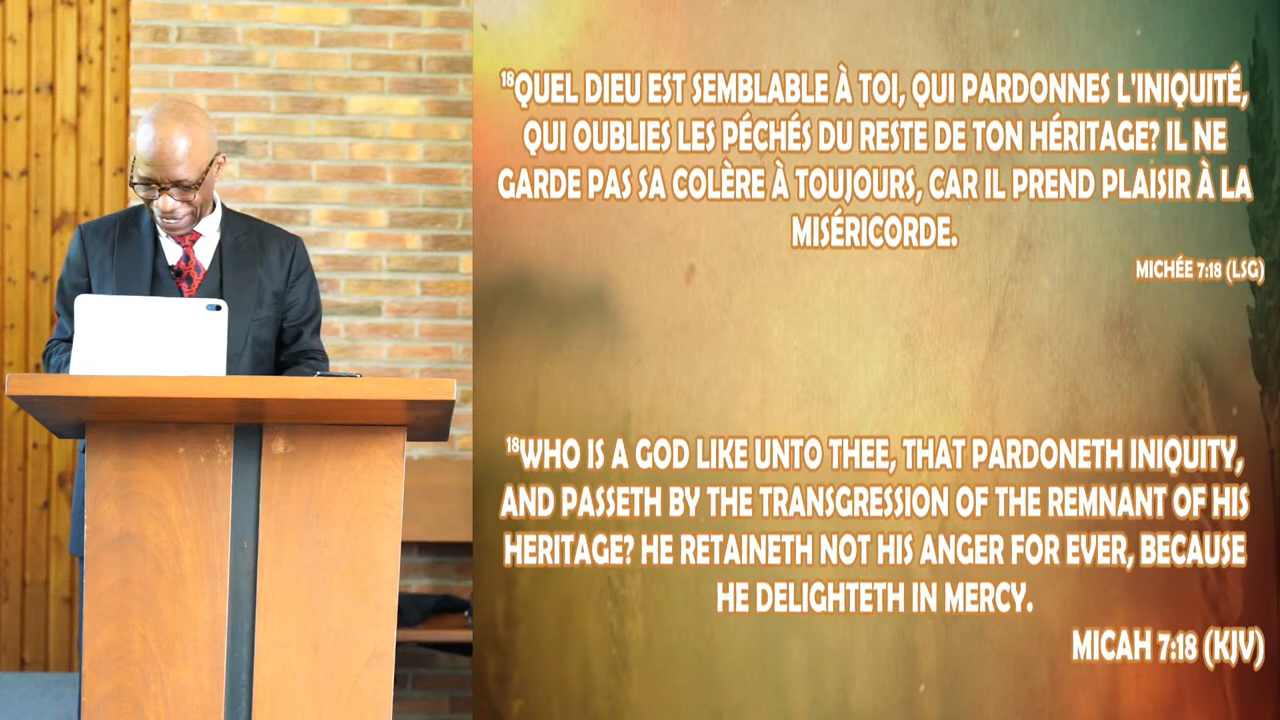 ¹⁸QUEL DIEU EST SEMBLABLE À TOI, QUI PARDONNES L'INIQUITÉ,
QUI OUBLIES LES PÉCHÉS DU RESTE DE TON HÉRITAGE? IL NE
GARDE PAS SA COLÈRE À TOUJOURS, CAR IL PREND PLAISIR À LA
MISÉRICORDE.
MICHÉE 7:18 (LSG)
¹⁸WHO IS A GOD LIKE UNTO THEE, THAT PARDONETH INIQUITY,
AND PASSETH BY THE TRANSGRESSION OF THE REMNANT OF HIS
HERITAGE? HE RETAINETH NOT HIS ANGER FOR EVER, BECAUSE
HE DELIGHTETH IN MERCY.
MICAH 7:18 (KJV)